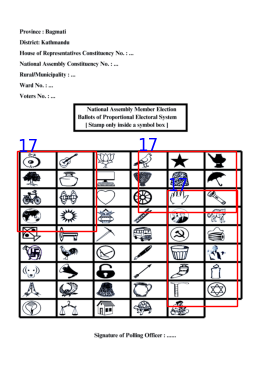 Province : Bagmati
District: Kathmandu
House of Representatives Constituency No. : ...
National Assembly Constituency No. : ...
Rural/Municipality : ...
Ward No. : ...
Voters No. : ...
National Assembly Member Election
Ballots of Proportional Electoral System
[ Stamp only inside a symbol box ]
17
17
17
Signature of Polling Officer : ......